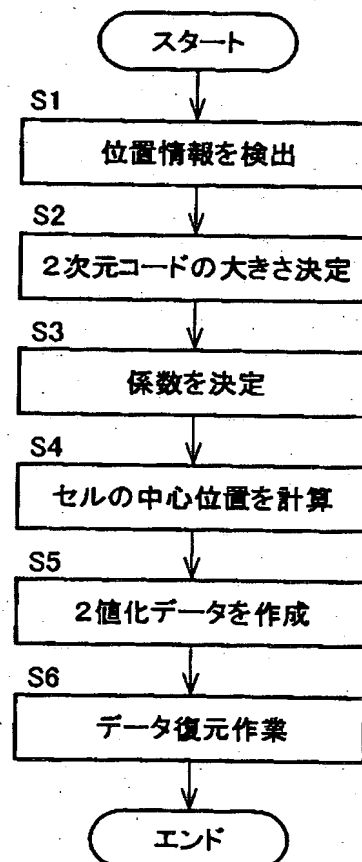 スタート
S1
位置情報を検出
S2
2次元コードの大きさ決定
S3
係数を決定
S4
セルの中心位置を計算
S5
2値化データを作成
S6
データ復元作業
エンド